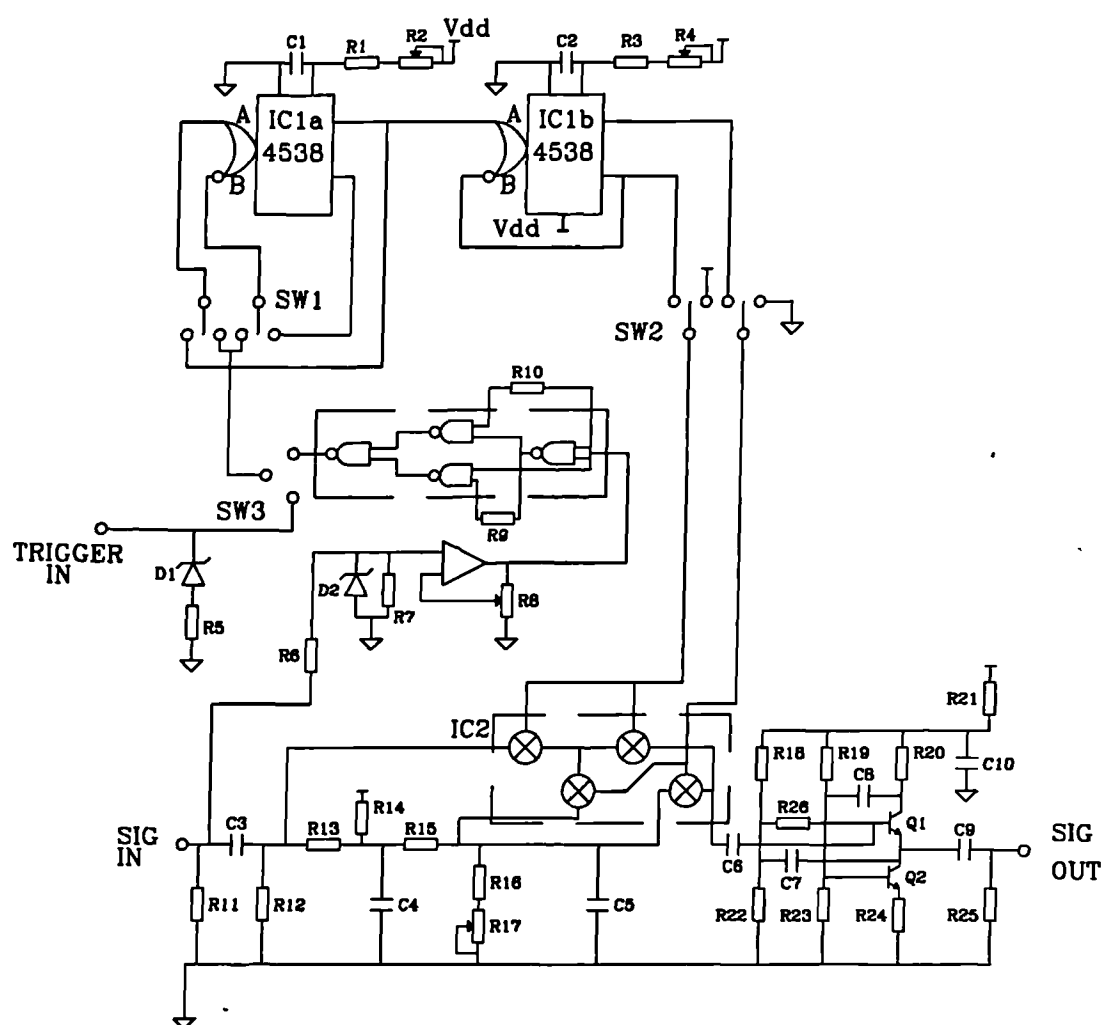 C1 R1 R2 Vdd C2 R3 R4
A IC1a A IC1b
4538 4538
B B
Vdd
SW1
SW2
R10
SW3
R9
TRIGGER
IN
D1
D2
R7
R8
R5
R6
IC2
R21
R18 R19 R20 C10
C8
R14
R26 Q1
SIG
IN
C3 R13 R15
C6 C9 SIG
OUT
C7 Q2
R16
R11 R12 C4 C5 R22 R23 R24 R25
R17